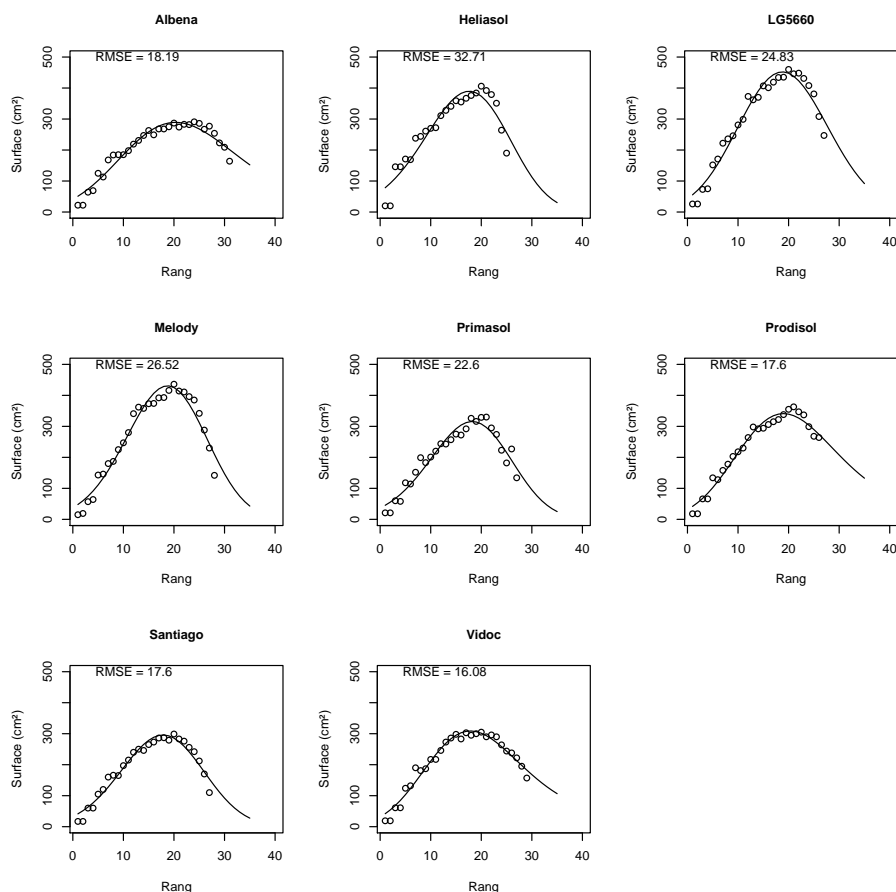 Albena
RMSE = 18.19
Surface (cm²)
0 100 300 500
0 10 20 30 40
Rang
Heliasol
RMSE = 32.71
Surface (cm²)
0 100 300 500
0 10 20 30 40
Rang
LG5660
RMSE = 24.83
Surface (cm²)
0 100 300 500
0 10 20 30 40
Rang
Melody
RMSE = 26.52
Surface (cm²)
0 100 300 500
0 10 20 30 40
Rang
Primasol
RMSE = 22.6
Surface (cm²)
0 100 300 500
0 10 20 30 40
Rang
Prodisol
RMSE = 17.6
Surface (cm²)
0 100 300 500
0 10 20 30 40
Rang
Santiago
RMSE = 17.6
Surface (cm²)
0 100 300 500
0 10 20 30 40
Rang
Vidoc
RMSE = 16.08
Surface (cm²)
0 100 300 500
0 10 20 30 40
Rang